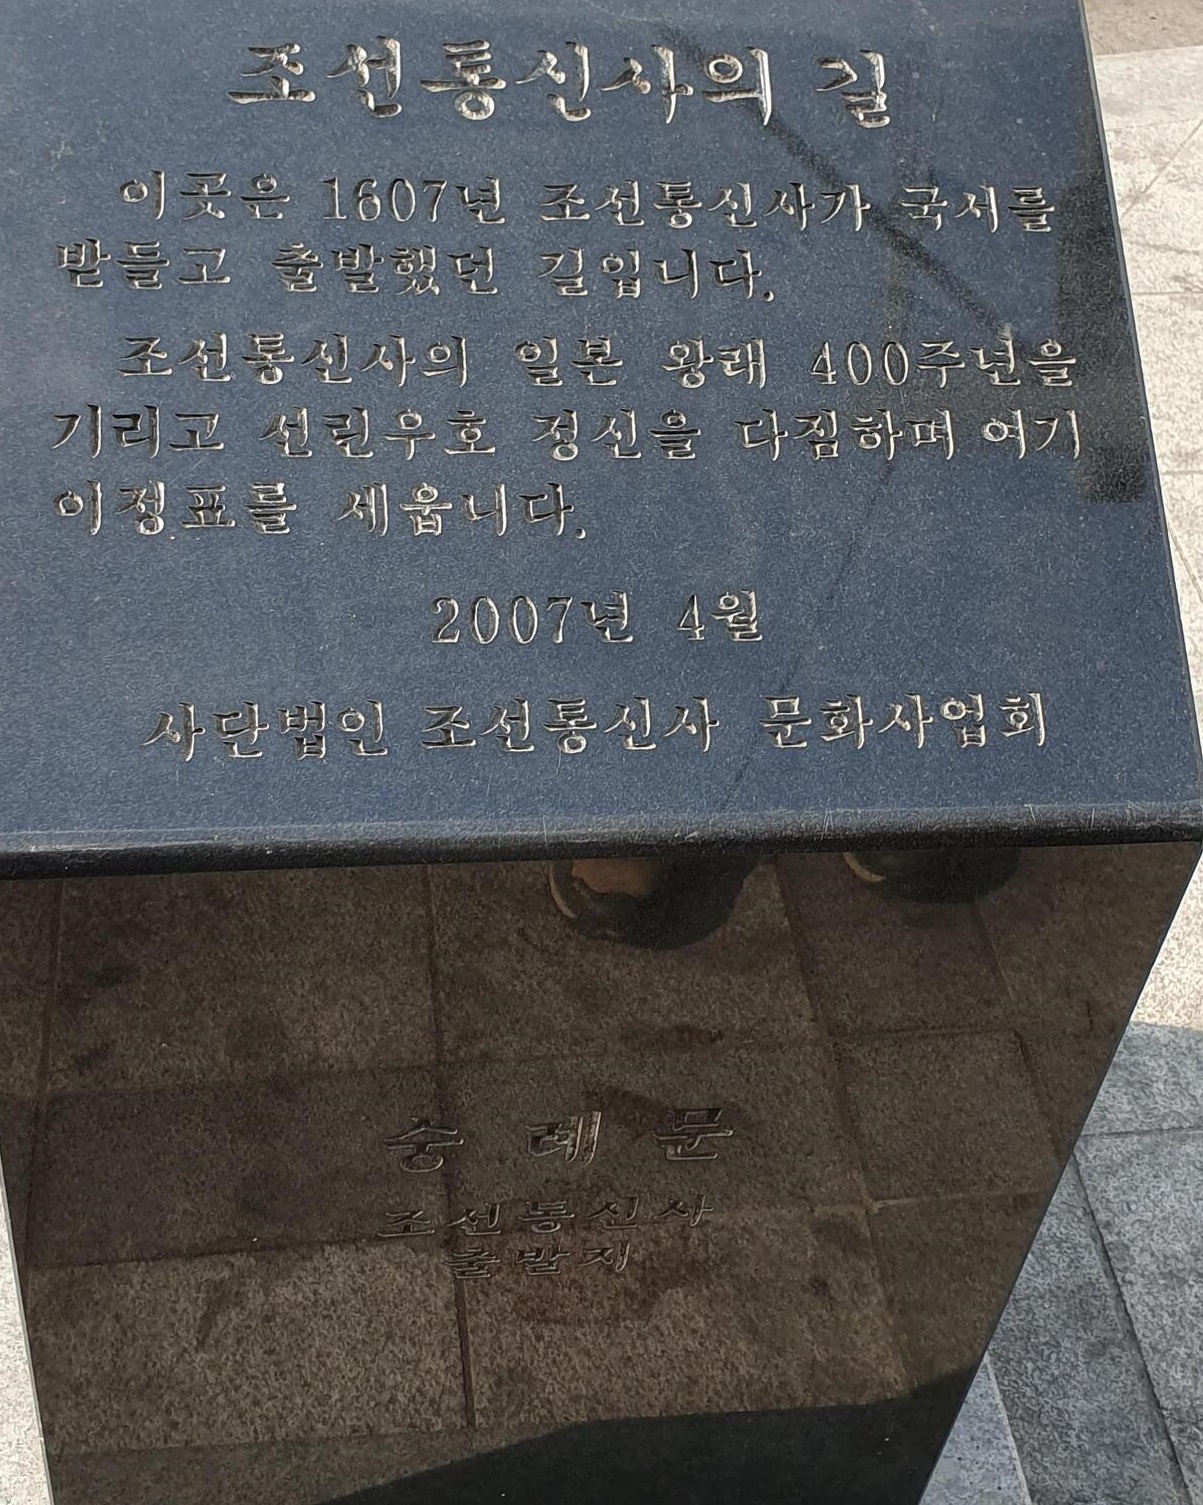 조선통신사의 길
이곳은 1607년 조선통신사가 국서를
받들고 출발했던 길입니다.
조선통신사의 일본 왕래 400주년을
기리고 선린우호 정신을 다짐하며 여기
이정표를 세웁니다.
2007년 4월
사단법인 조선통신사 문화사업회
숭례문
조선통신사
출발지